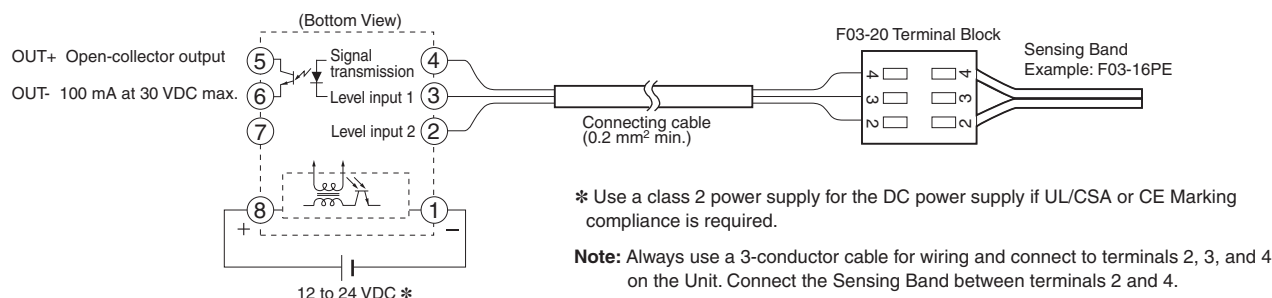 (Bottom View)
OUT+ Open-collector output
OUT- 100 mA at 30 VDC max.
5
6
7
8
Signal
transmission
Level input 1
Level input 2
4
3
2
1
+
−
12 to 24 VDC ✻
Connecting cable
(0.2 mm² min.)
F03-20 Terminal Block
4
3
2
4
3
2
Sensing Band
Example: F03-16PE
✻ Use a class 2 power supply for the DC power supply if UL/CSA or CE Marking
compliance is required.
Note: Always use a 3-conductor cable for wiring and connect to terminals 2, 3, and 4
on the Unit. Connect the Sensing Band between terminals 2 and 4.